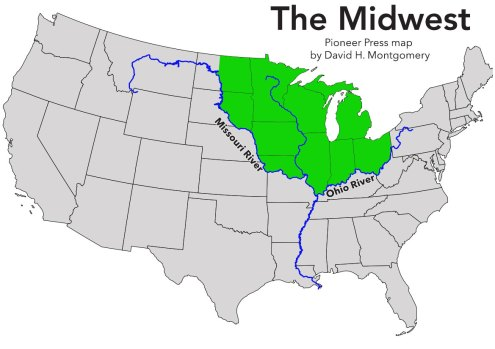 The Midwest
Pioneer Press map
by David H. Montgomery
Missouri River
Ohio River